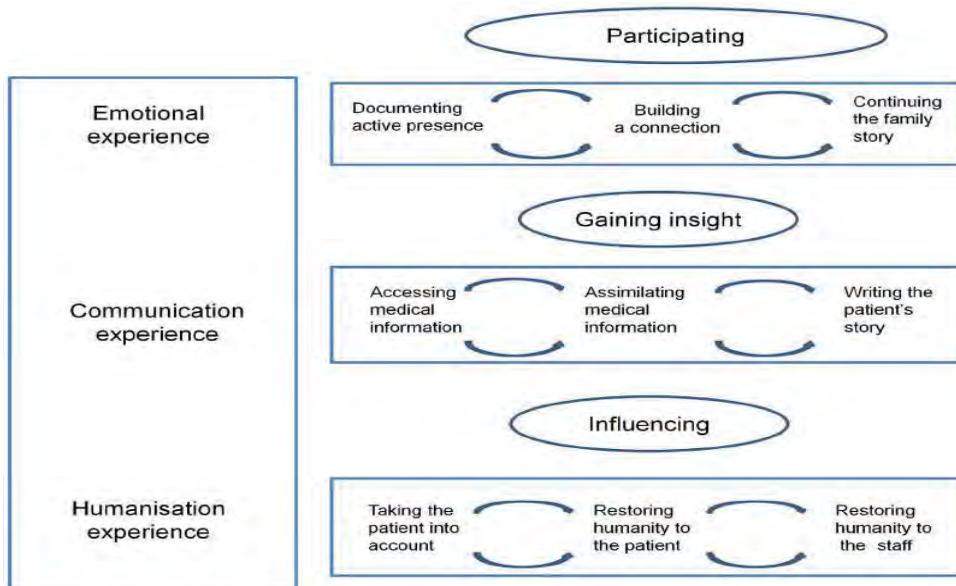 Participating
Emotional
experience
Documenting
active presence
Building
a connection
Continuing
the family
story
Gaining insight
Communication
experience
Accessing
medical
information
Assimilating
medical
information
Writing the
patient's
story
Influencing
Humanisation
experience
Taking the
patient into
account
Restoring
humanity to
the patient
Restoring
humanity to
the staff